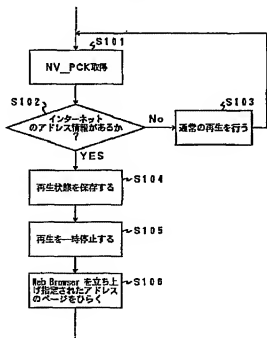 S101
NV_PCK取得
S102
インターネット
のアドレス情報があるか
?
No
S103
通常の再生を行う
YES
再生状態を保存する
S104
再生を一時停止する
S105
Web Browser を立ち上
げ指定されたアドレス
のページをひらく
S106